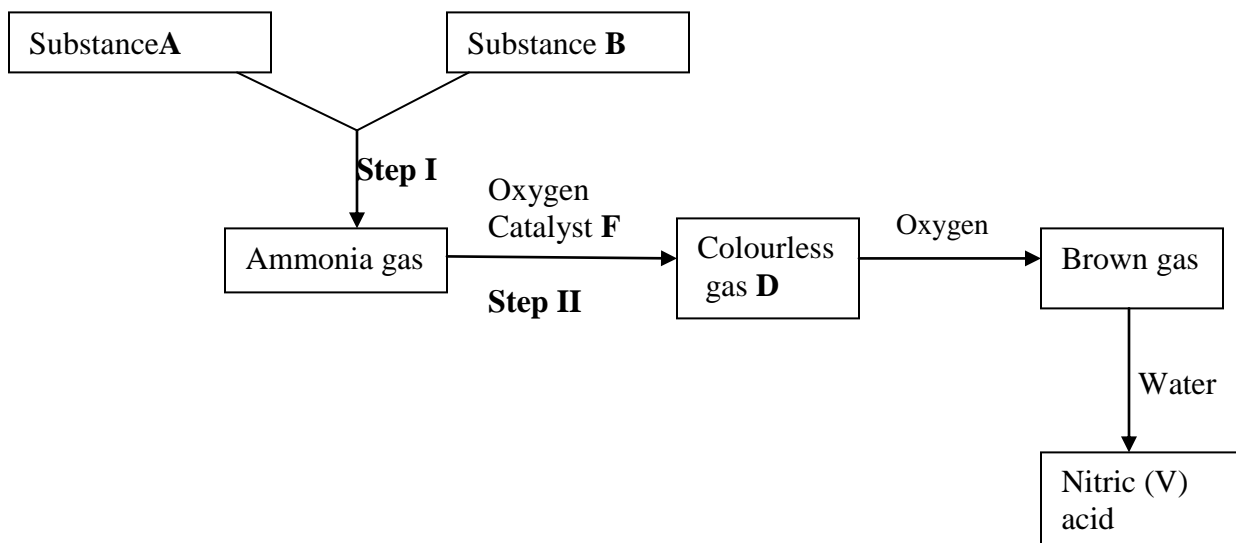 SubstanceA
Substance B
Step I
Oxygen
Catalyst F
Step II
Ammonia gas
Colourless
gas D
Oxygen
Brown gas
Water
Nitric (V)
acid